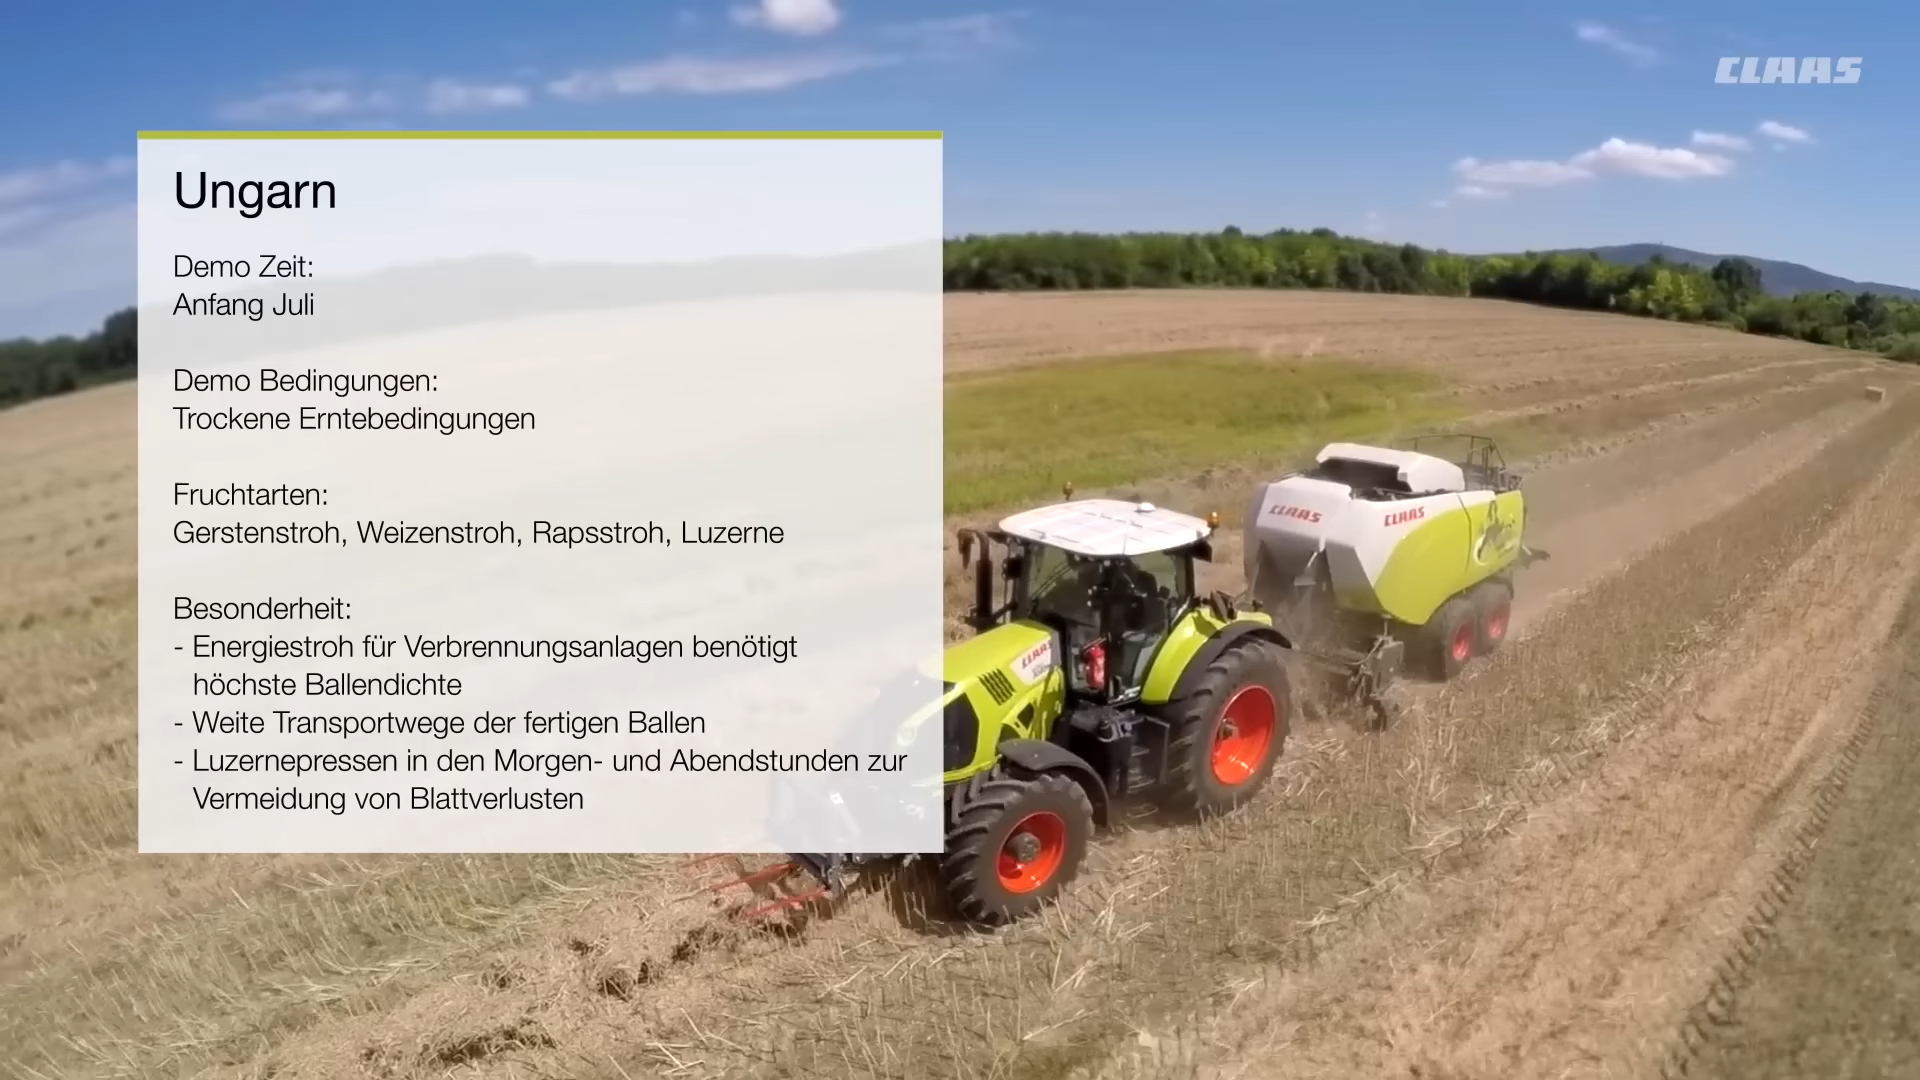 CLAAS
Ungarn
Demo Zeit:
Anfang Juli
Demo Bedingungen:
Trockene Erntebedingungen
Fruchtarten:
Gerstenstroh, Weizenstroh, Rapsstroh, Luzerne
Besonderheit:
- Energiestroh für Verbrennungsanlagen benötigt
höchste Ballendichte
- Weite Transportwege der fertigen Ballen
- Luzernepressen in den Morgen- und Abendstunden zur
Vermeidung von Blattverlusten
CLAAS
CLAAS
CLAAS